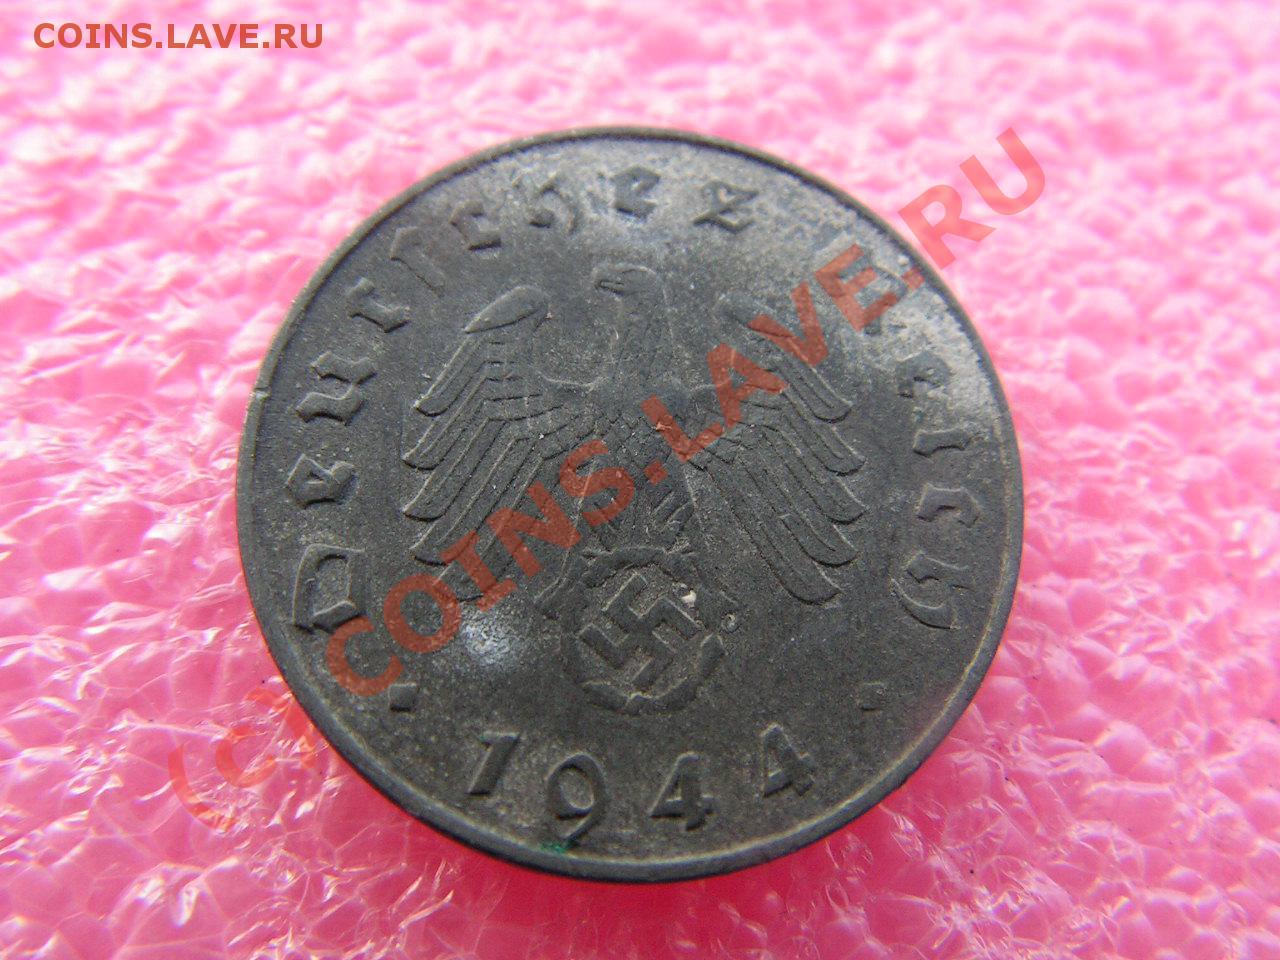 COINS.LAVE.RU
Deutsches Reich
1944
(C) COINS.LAVE.RU